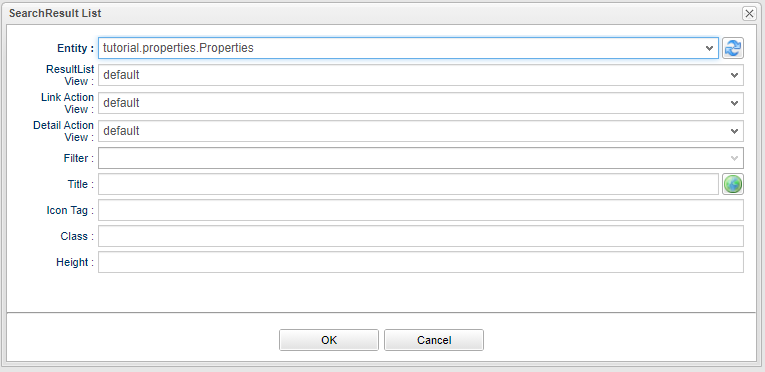 SearchResult List
Entity : tutorial.properties.Properties
ResultList View : default
Link Action View : default
Detail Action View : default
Filter :
Title :
Icon Tag :
Class :
Height :
OK Cancel